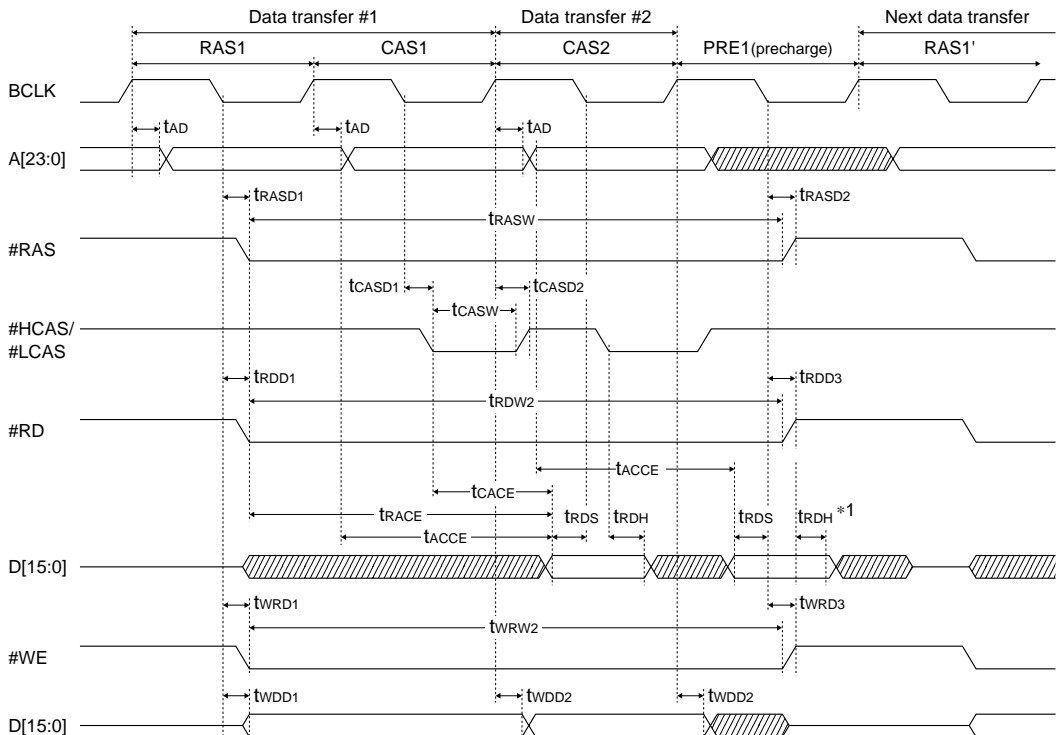 Data transfer #1 Data transfer #2 Next data transfer
RAS1 CAS1 CAS2 PRE1(precharge) RAS1'
BCLK
tAD tAD tAD
A[23:0]
tRASD1 tRASD2
tRASW
#RAS
tCASD1 tCASD2
tCASW
#HCAS/
#LCAS
tRDD1 tRDD3
tRDW2
#RD
tACCE
tCACE
tRACE tRDS tRDH tRDS tRDH *1
tACCE
D[15:0]
tWRD1 tWRD3
tWRW2
#WE
tWDD1 tWDD2 tWDD2
D[15:0]